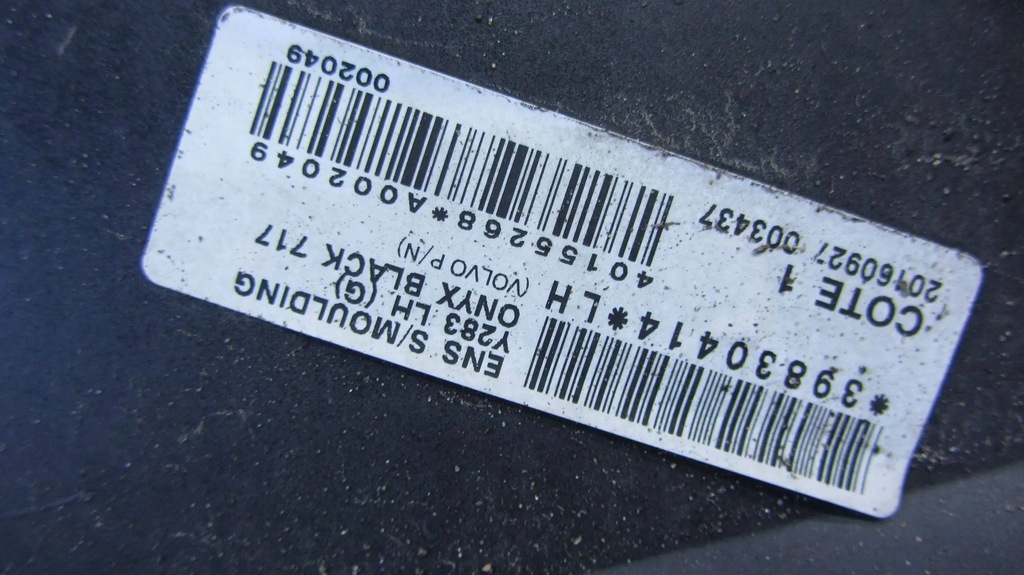 *39830414*LH
ENS S/MOULDING
Y283 LH (G)
ONYX BLACK 717
(VOLVO P/N)
COTE 1
40155268*A002049
20160927 003437
002049